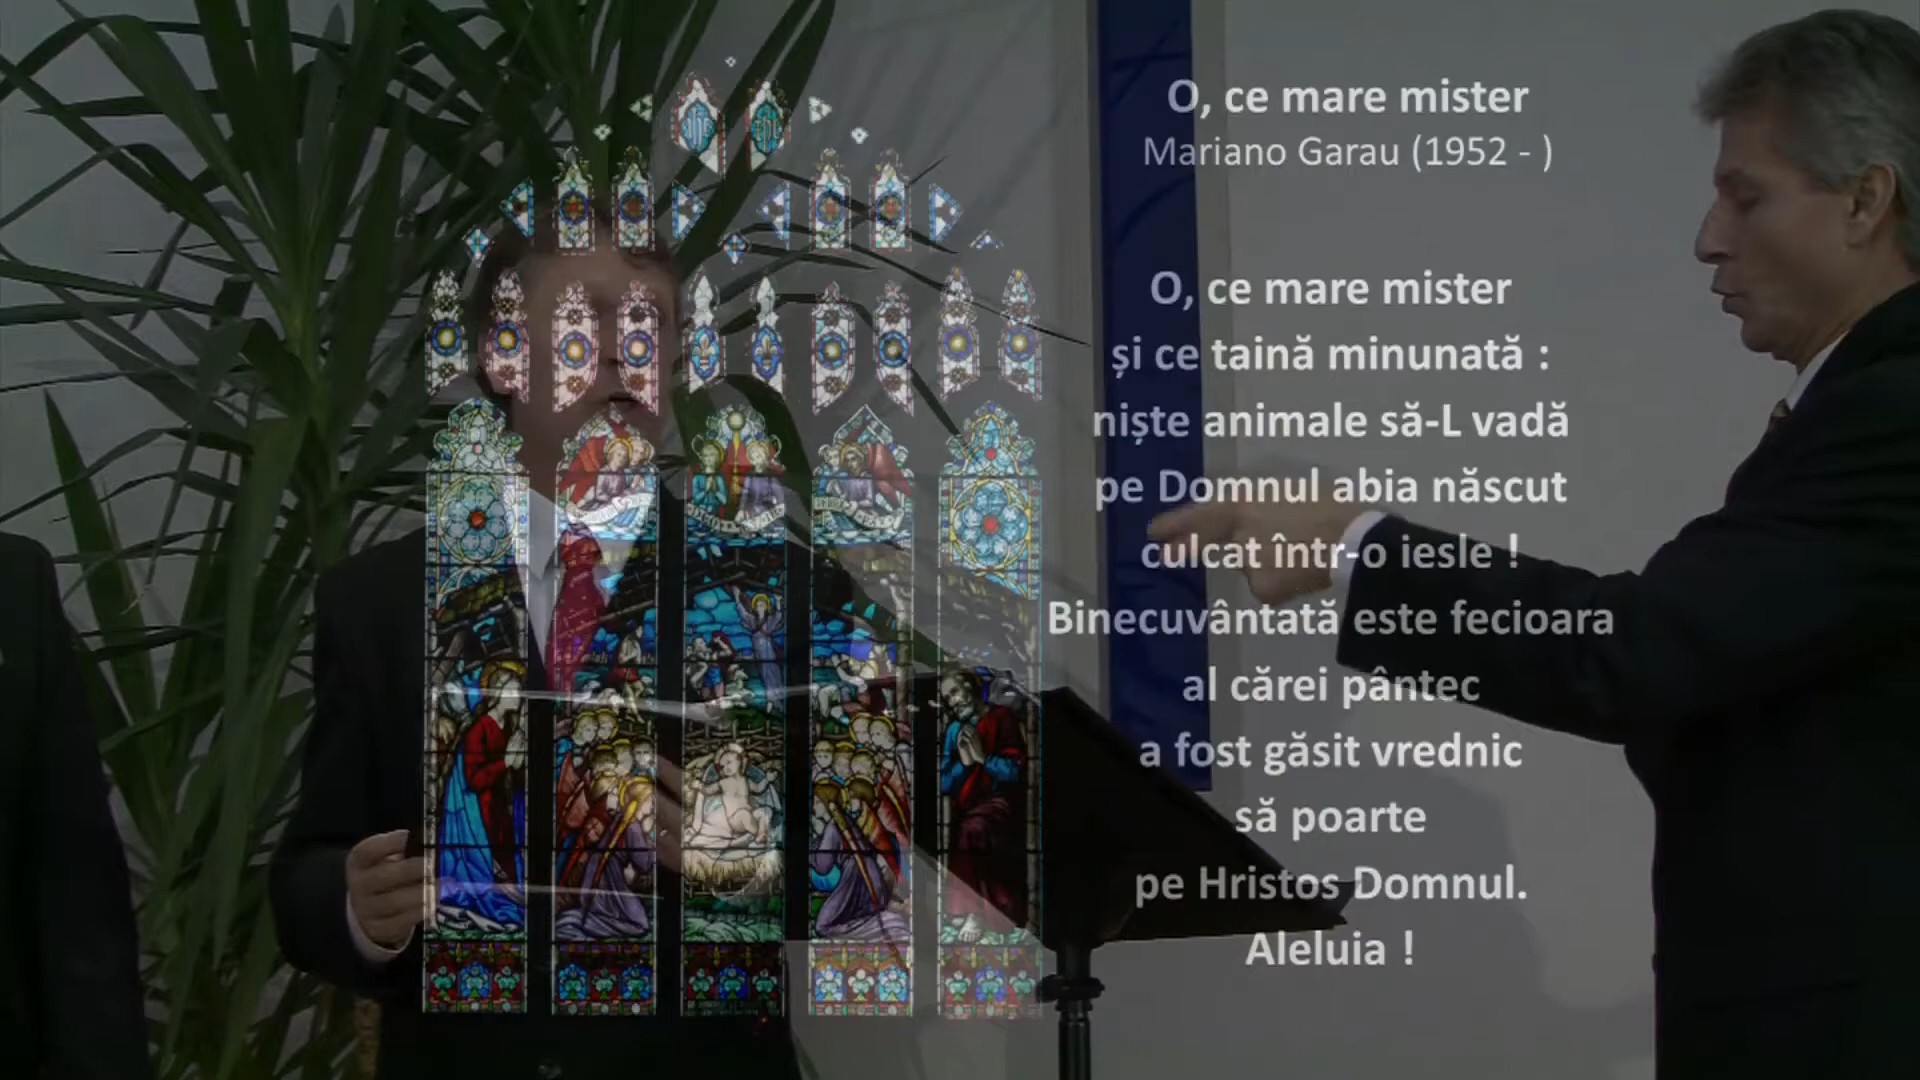 O, ce mare mister
Mariano Garau (1952 - )
O, ce mare mister
și ce taină minunată :
niște animale să-L vadă
pe Domnul abia născut
culcat într-o iesle !
Binecuvântată este fecioara
al cărei pântec
a fost găsit vrednic
să poarte
pe Hristos Domnul.
Aleluia !